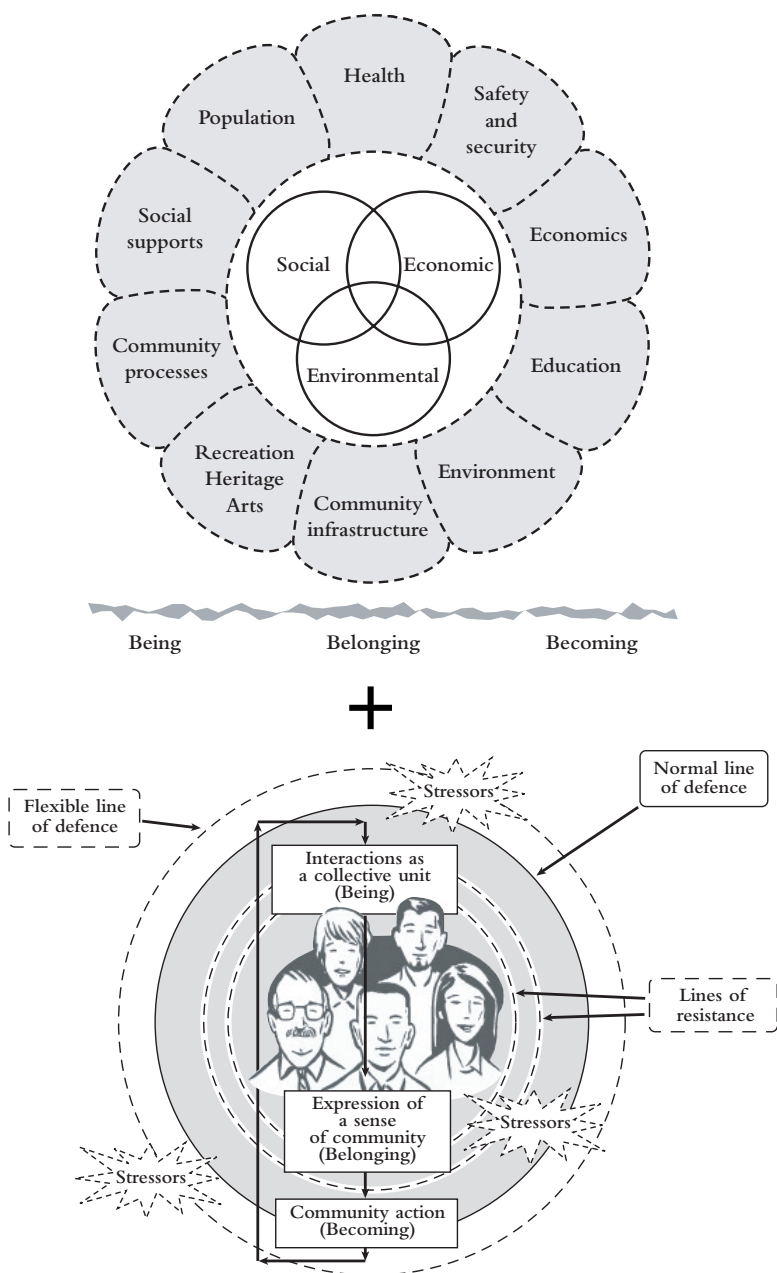 Health
Safety
and
security
Population
Social
supports
Economics
Social
Economic
Community
processes
Environmental
Education
Recreation
Heritage
Arts
Environment
Community
infrastructure
Being
Belonging
Becoming
+
Stressors
Normal line
of defence
Flexible line
of defence
Interactions as
a collective unit
(Being)
Lines of
resistance
Expression of
a sense
of community
(Belonging)
Stressors
Stressors
Community action
(Becoming)